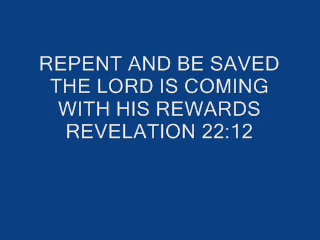 REPENT AND BE SAVED
THE LORD IS COMING
WITH HIS REWARDS
REVELATION 22:12